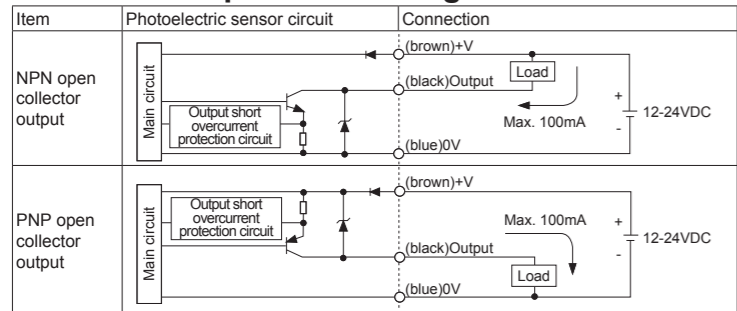 Item Photoelectric sensor circuit Connection
NPN open
collector
output
Main circuit
Output short
overcurrent
protection circuit
(brown)+V
(black)Output
Load
Max. 100mA
+
12-24VDC
-
(blue)0V
PNP open
collector
output
Main circuit
Output short
overcurrent
protection circuit
(brown)+V
Max. 100mA
+
12-24VDC
-
(black)Output
Load
(blue)0V